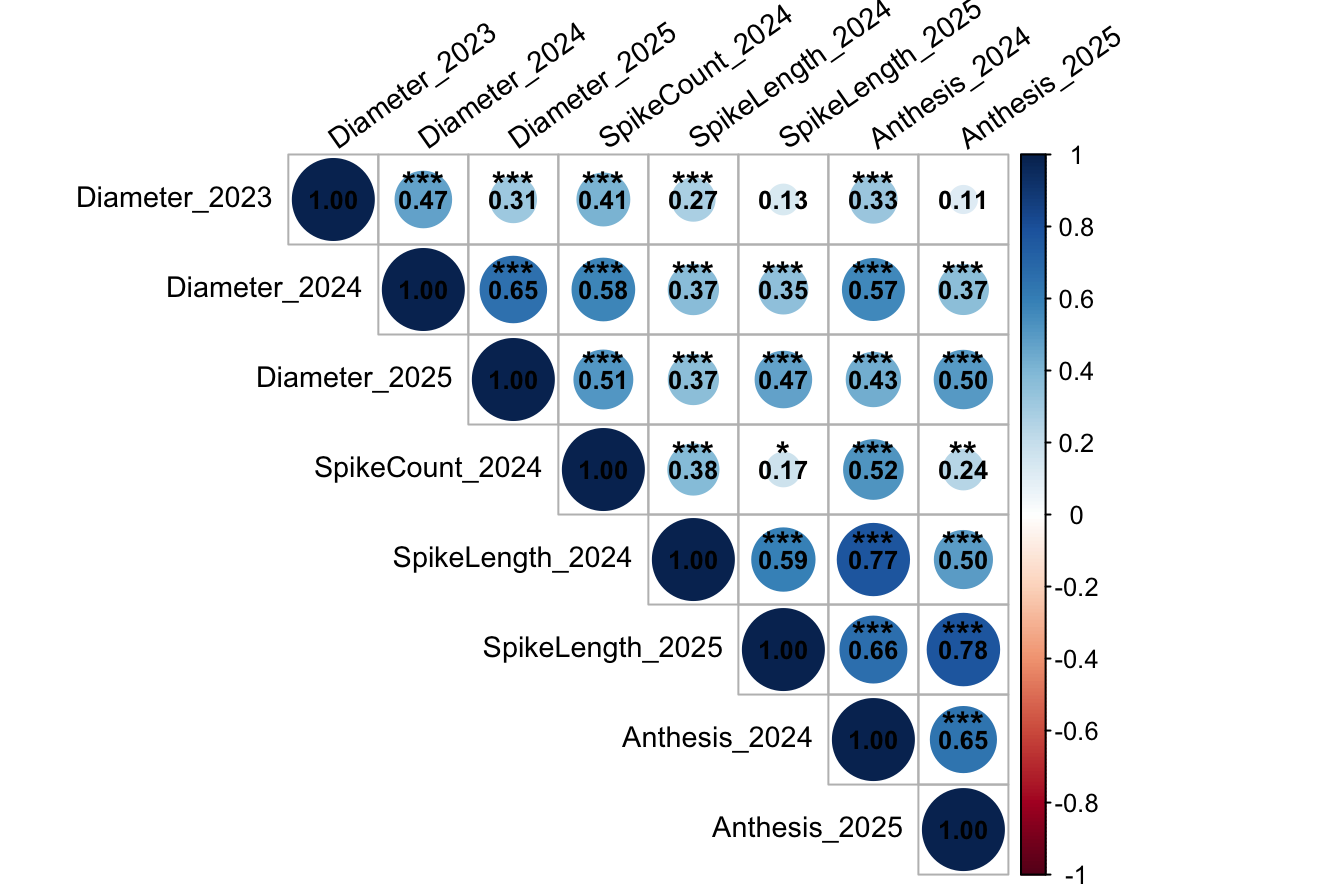 Diameter_2023
Diameter_2024
Diameter_2025
SpikeCount_2024
SpikeLength_2024
SpikeLength_2025
Anthesis_2024
Anthesis_2025
Diameter_2023 1.00 *** 0.47 *** 0.31 *** 0.41 *** 0.27 0.13 *** 0.33 0.11
Diameter_2024 1.00 *** 0.65 *** 0.58 *** 0.37 *** 0.35 *** 0.57 *** 0.37
Diameter_2025 1.00 *** 0.51 *** 0.37 *** 0.47 *** 0.43 *** 0.50
SpikeCount_2024 1.00 *** 0.38 * 0.17 *** 0.52 ** 0.24
SpikeLength_2024 1.00 *** 0.59 *** 0.77 *** 0.50
SpikeLength_2025 1.00 *** 0.66 *** 0.78
Anthesis_2024 1.00 *** 0.65
Anthesis_2025 1.00
1
0.8
0.6
0.4
0.2
0
-0.2
-0.4
-0.6
-0.8
-1